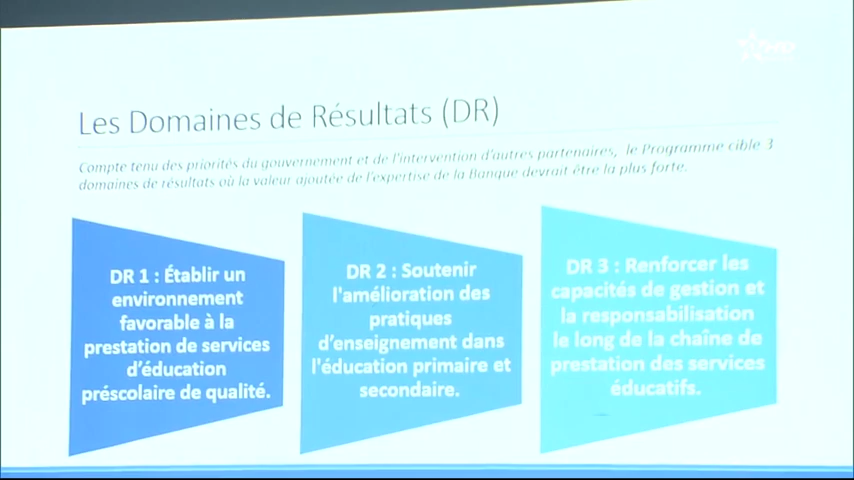 HD
Les Domaines de Résultats (DR)
Compte tenu des priorités du gouvernement et de l'intervention d'autres partenaires, le Programme cible 3
domaines de résultats où la valeur ajoutée de l'expertise de la Banque devrait être la plus forte.
DR 1 : Établir un
environnement
favorable à la
prestation de services
d'éducation
préscolaire de qualité.
DR 2 : Soutenir
l'amélioration des
pratiques
d'enseignement dans
l'éducation primaire et
secondaire.
DR 3 : Renforcer les
capacités de gestion et
la responsabilisation
le long de la chaîne de
prestation des services
éducatifs.